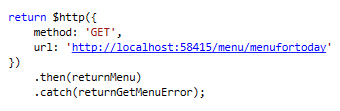 return $http({
    method: 'GET',
    url: 'http://localhost:58415/menu/menufortoday'
})
    .then(returnMenu)
    .catch(returnGetMenuError);